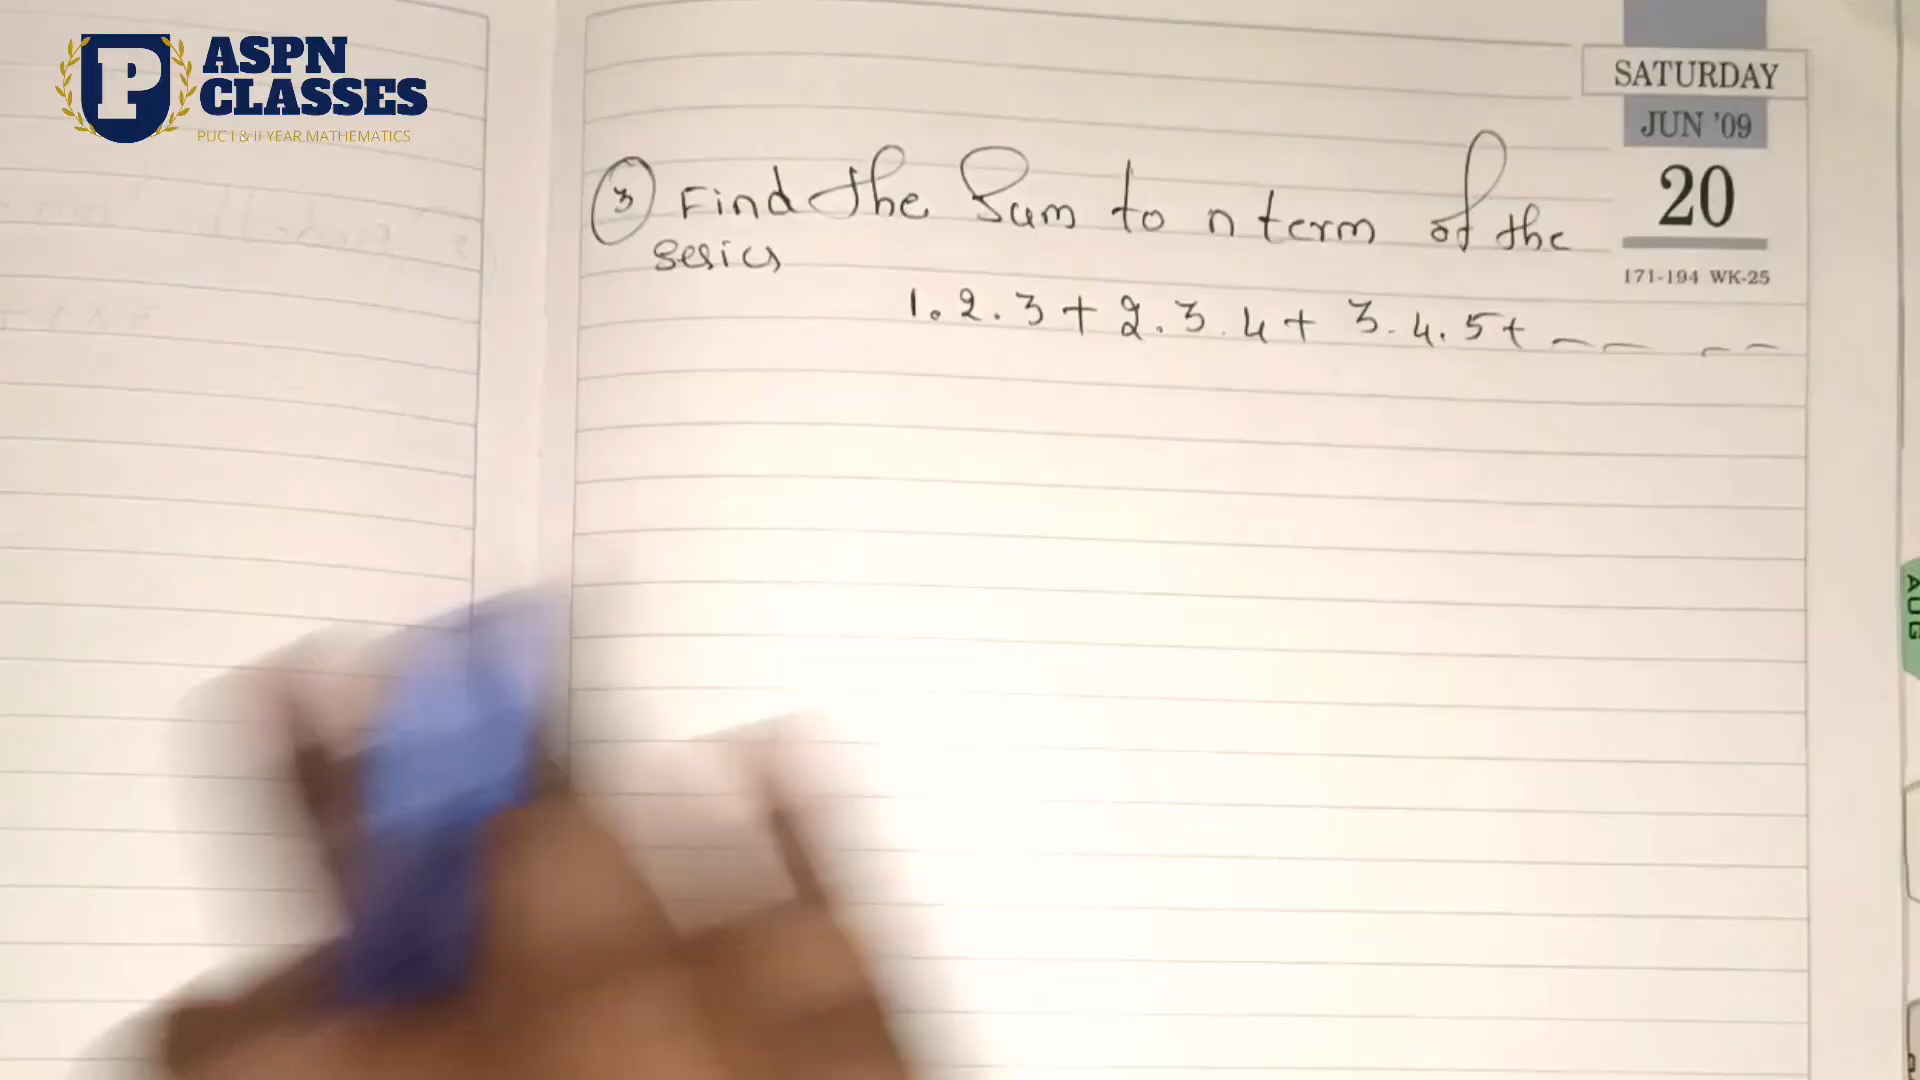 ASPN
CLASSES
PUC I & II YEAR MATHEMATICS
SATURDAY
JUN '09
20
171-194 WK-25
3 Find the Sum to n term of the
series
1.2.3 + 2.3.4 + 3.4.5 + _ _ _ _
AUG